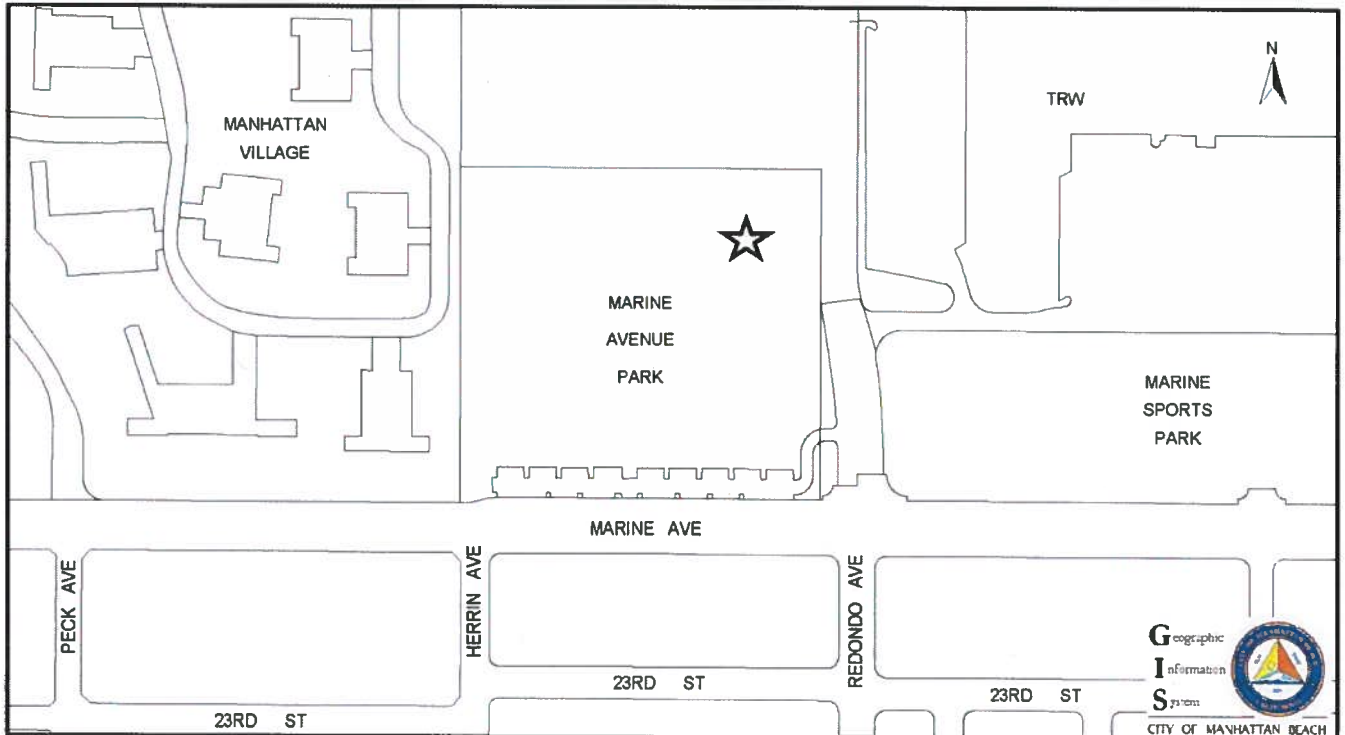 N
TRW
MANHATTAN
VILLAGE
MARINE
AVENUE
PARK
MARINE
SPORTS
PARK
MARINE AVE
PECK AVE
HERRIN AVE
REDONDO AVE
23RD ST
23RD ST
23RD ST
Geographic
Information
System
CITY OF MANHATTAN BEACH